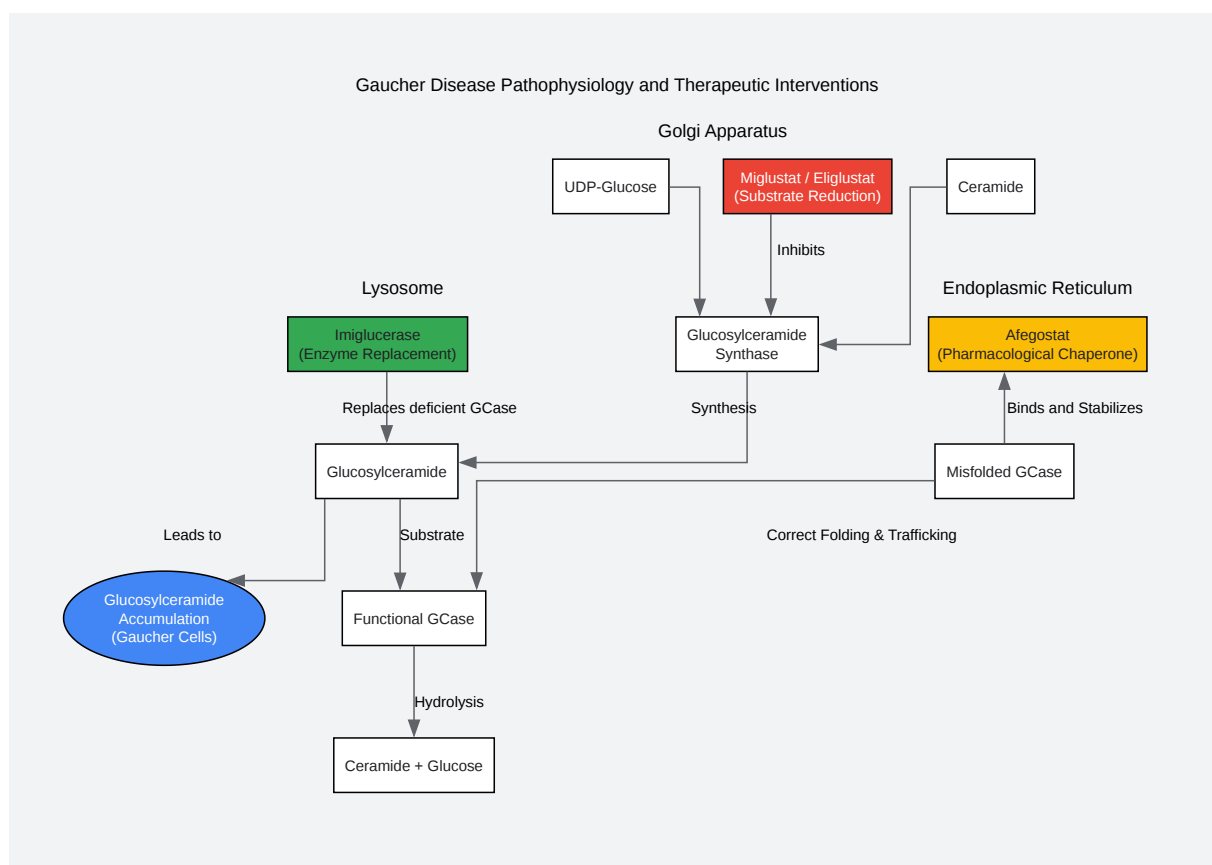 Gaucher Disease Pathophysiology and Therapeutic Interventions
Golgi Apparatus
UDP-Glucose
Miglustat / Eliglustat
(Substrate Reduction)
Ceramide
Inhibits
Lysosome
Endoplasmic Reticulum
Imiglucerase
(Enzyme Replacement)
Glucosylceramide
Synthase
Afegostat
(Pharmacological Chaperone)
Replaces deficient GCase
Synthesis
Binds and Stabilizes
Glucosylceramide
Misfolded GCase
Leads to
Substrate
Correct Folding & Trafficking
Glucosylceramide
Accumulation
(Gaucher Cells)
Functional GCase
Hydrolysis
Ceramide + Glucose